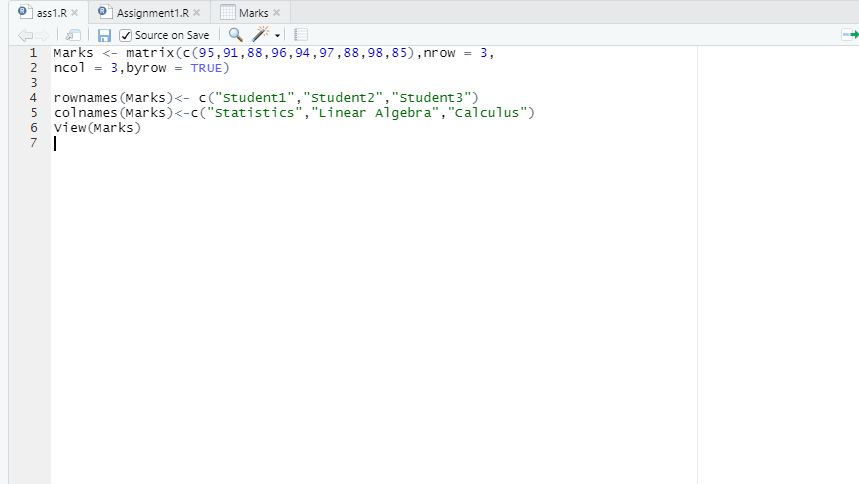 ass1.R Assignment1.R Marks
Source on Save
1 Marks <- matrix(c(95,91,88,96,94,97,88,98,85),nrow = 3,
2 ncol = 3,byrow = TRUE)
3
4 rownames(Marks)<- c("Student1","Student2","Student3")
5 colnames(Marks)<-c("Statistics","Linear Algebra","Calculus")
6 View(Marks)
7